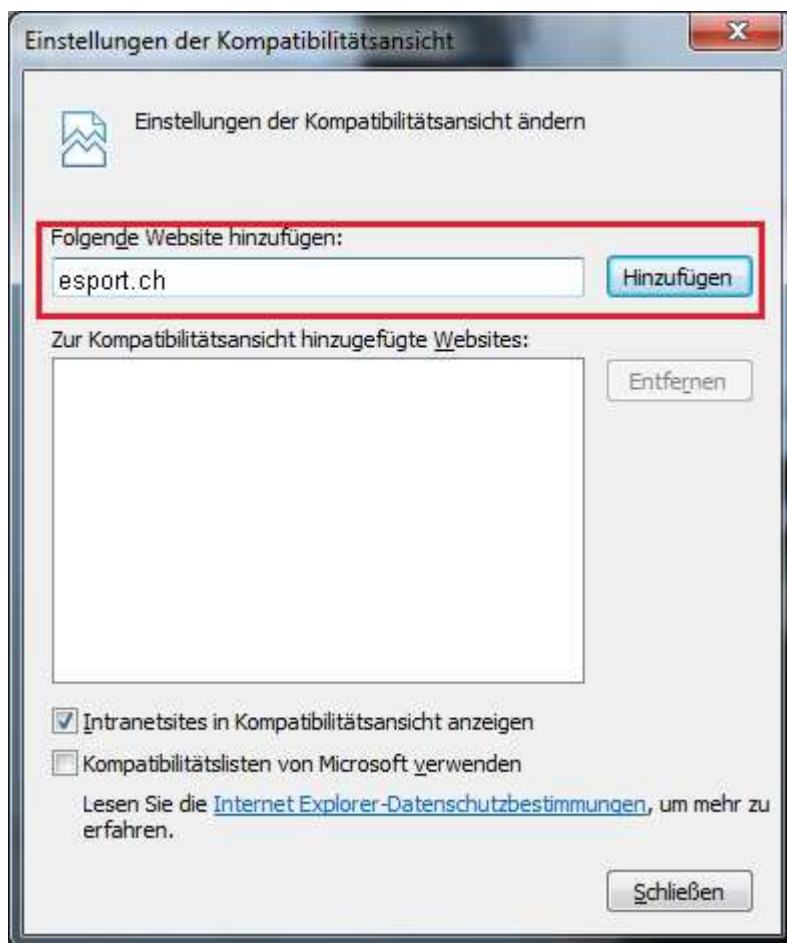 Einstellungen der Kompatibilitätsansicht
Einstellungen der Kompatibilitätsansicht ändern
Folgende Website hinzufügen:
esport.ch
Hinzufügen
Zur Kompatibilitätsansicht hinzugefügte Websites:
Entfernen
Intranetsites in Kompatibilitätsansicht anzeigen
Kompatibilitätslisten von Microsoft verwenden
Lesen Sie die Internet Explorer-Datenschutzbestimmungen, um mehr zu
erfahren.
Schließen